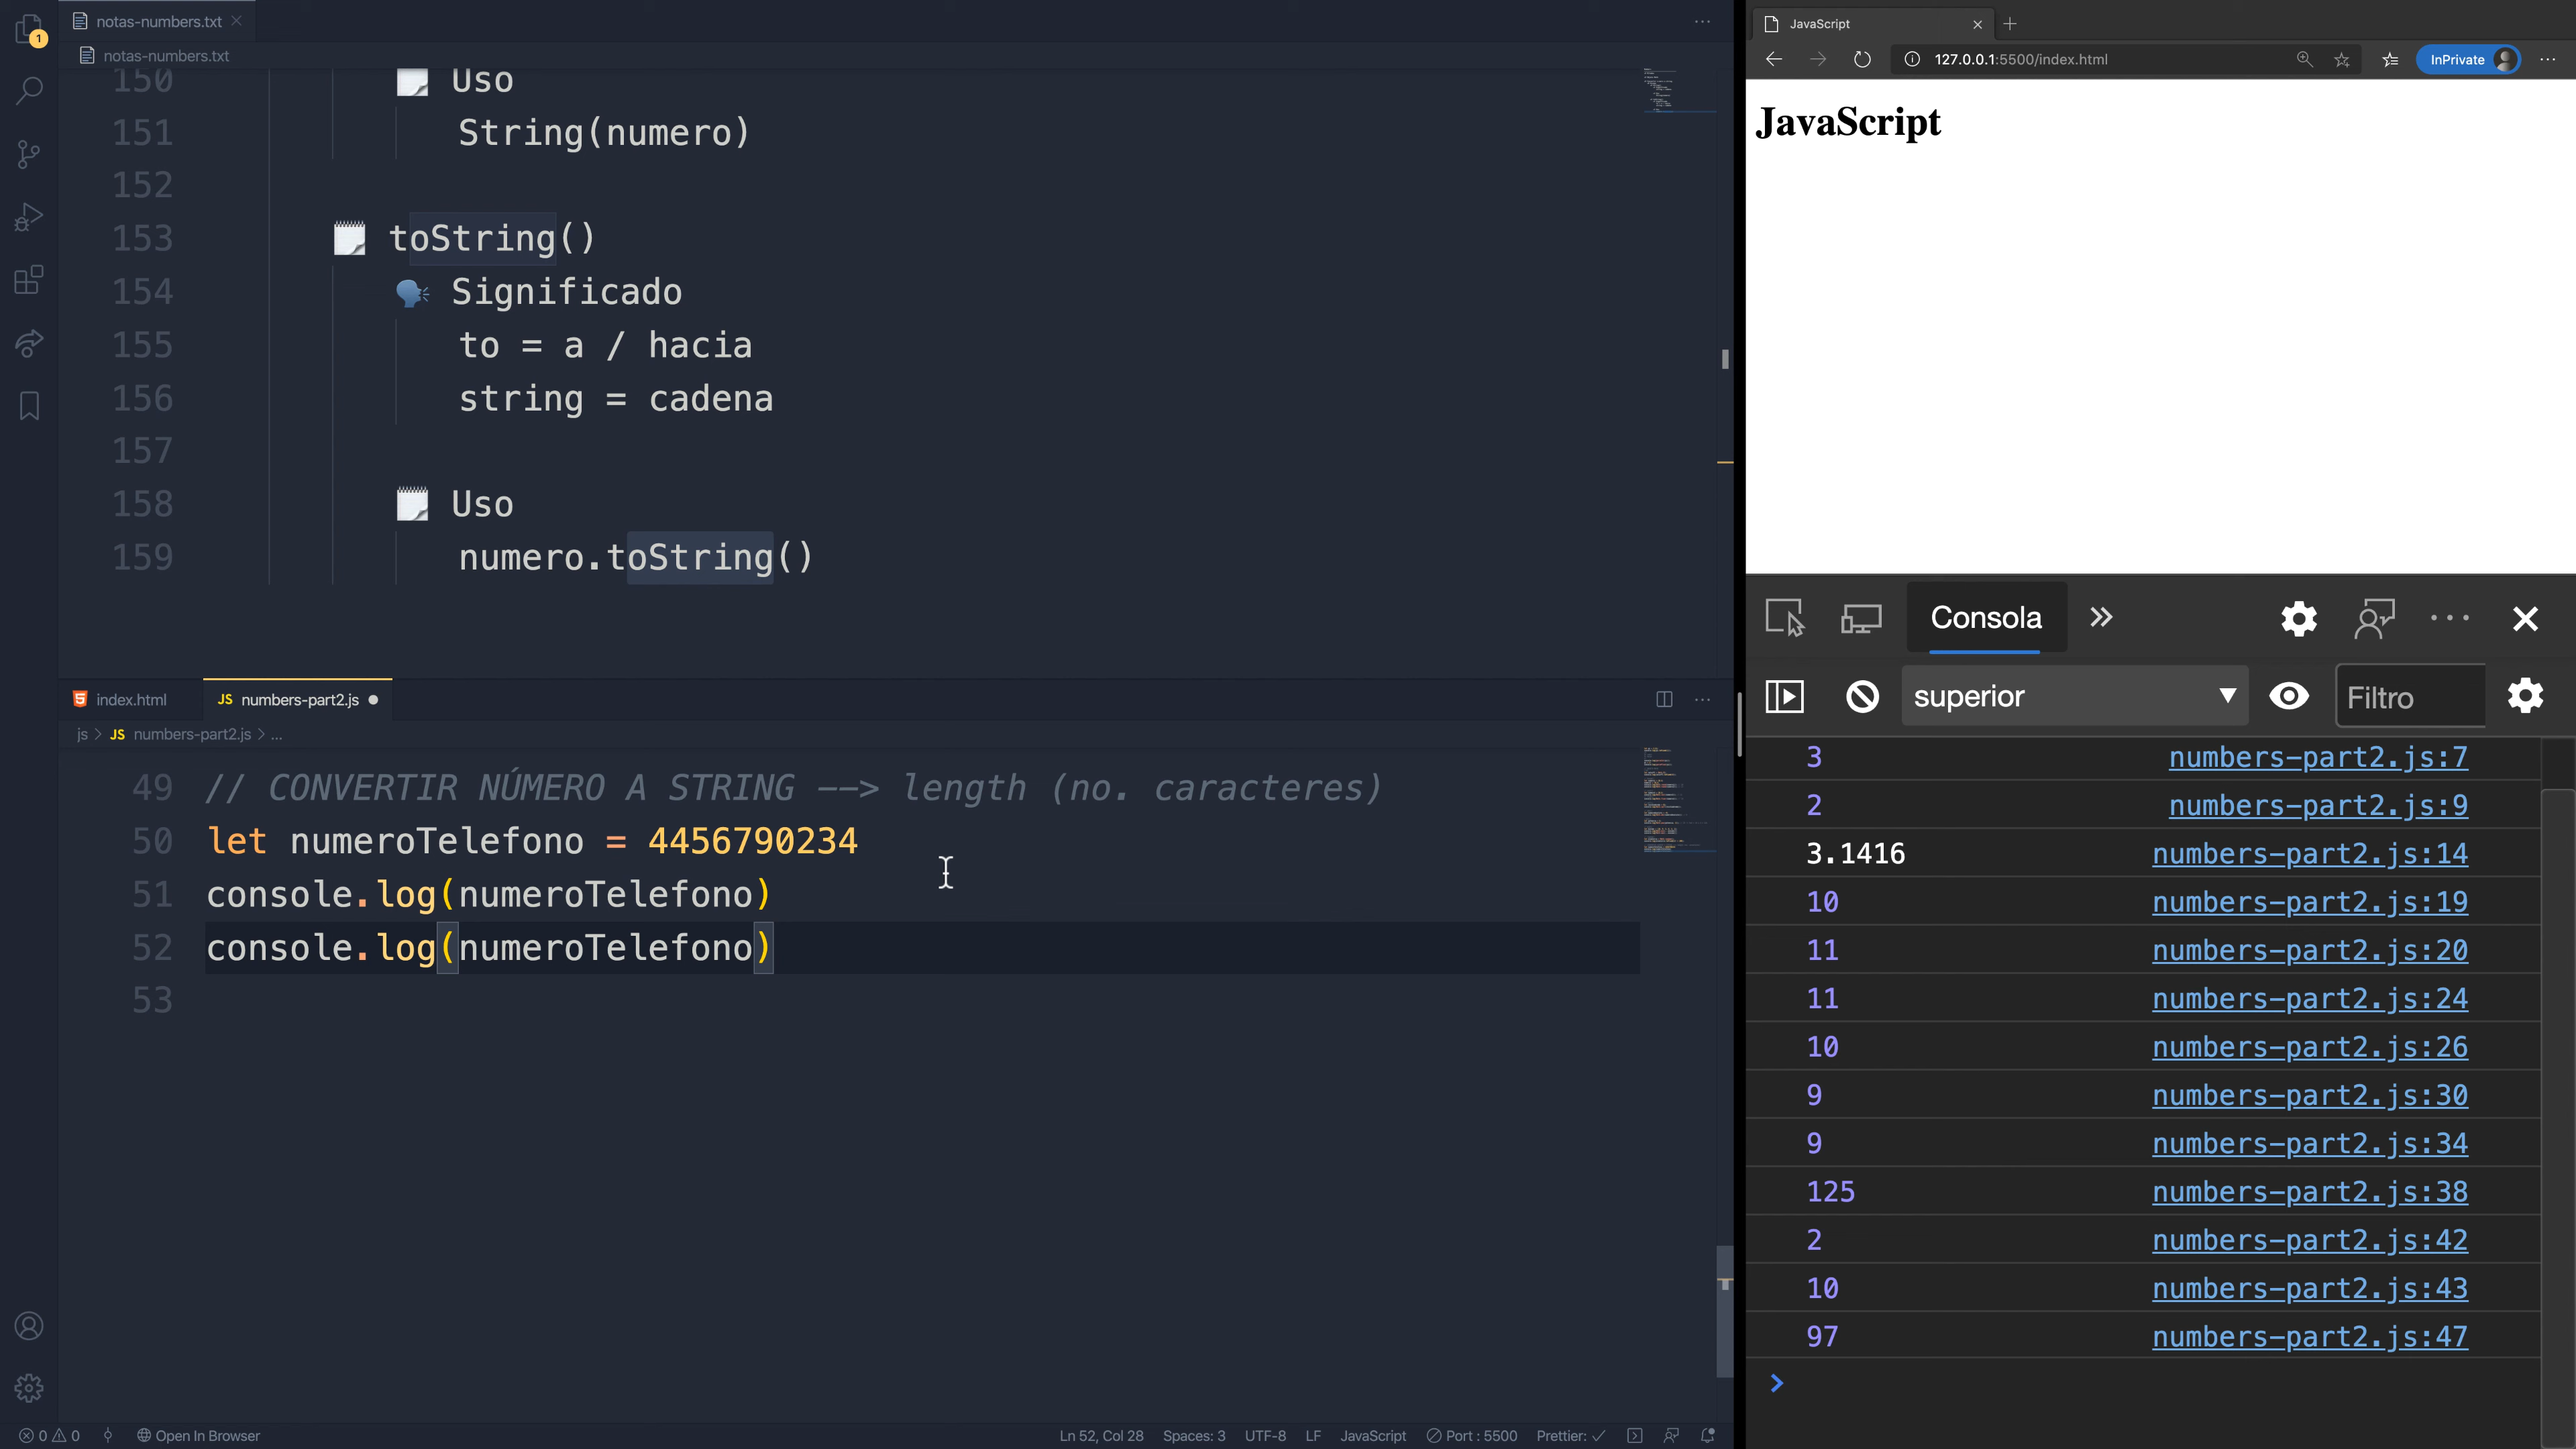 1
notas-numbers.txt
notas-numbers.txt
150 Uso
151 String(numero)
152
153 toString()
154 Significado
155 to = a / hacia
156 string = cadena
157
158 Uso
159 numero.toString()
index.html
JS numbers-part2.js
js > JS numbers-part2.js > ...
49 // CONVERTIR NÚMERO A STRING --> length (no. caracteres)
50 let numeroTelefono = 4456790234
51 console.log(numeroTelefono)
52 console.log(numeroTelefono)
53
0 0 Open In Browser
Ln 52, Col 28 Spaces: 3 UTF-8 LF JavaScript Port : 5500 Prettier: ✓
JavaScript
127.0.0.1:5500/index.html
InPrivate
JavaScript
Consola
superior
Filtro
3 numbers-part2.js:7
2 numbers-part2.js:9
3.1416 numbers-part2.js:14
10 numbers-part2.js:19
11 numbers-part2.js:20
11 numbers-part2.js:24
10 numbers-part2.js:26
9 numbers-part2.js:30
9 numbers-part2.js:34
125 numbers-part2.js:38
2 numbers-part2.js:42
10 numbers-part2.js:43
97 numbers-part2.js:47
>